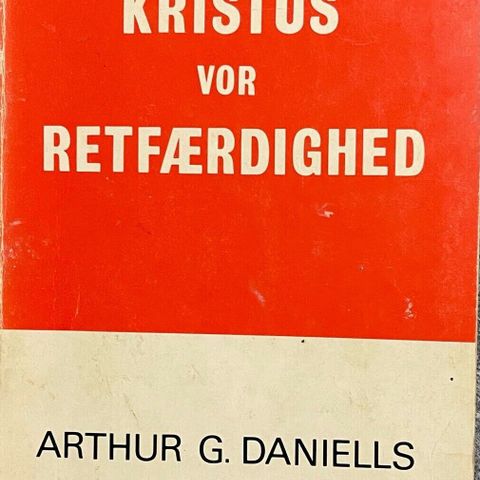 KRISTUS
VOR
RETFÆRDIGHED
ARTHUR G. DANIELLS